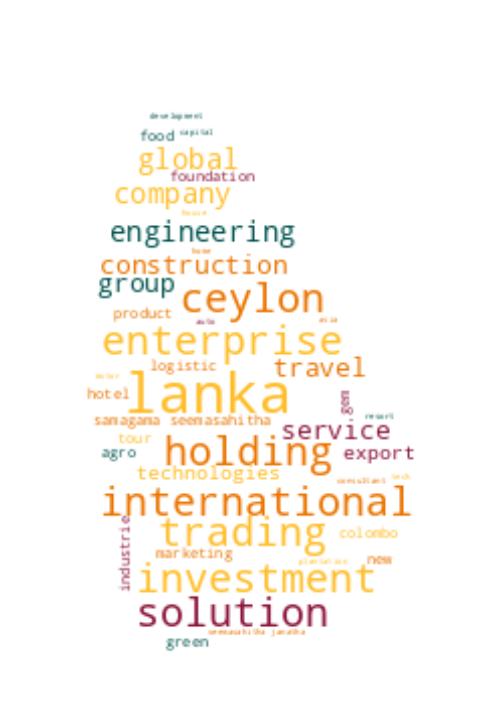 development
food capital
global
foundation
company
house
engineering
home
construction
group ceylon
product auto asia
enterprise
logistic travel
motor lanka
hotel gem
samagama seemasahitha resort
tour service
agro holding export
technologies consultant tech
international
trading colombo
industrie marketing plantation new
investment
solution
seemasahitha janatha
green